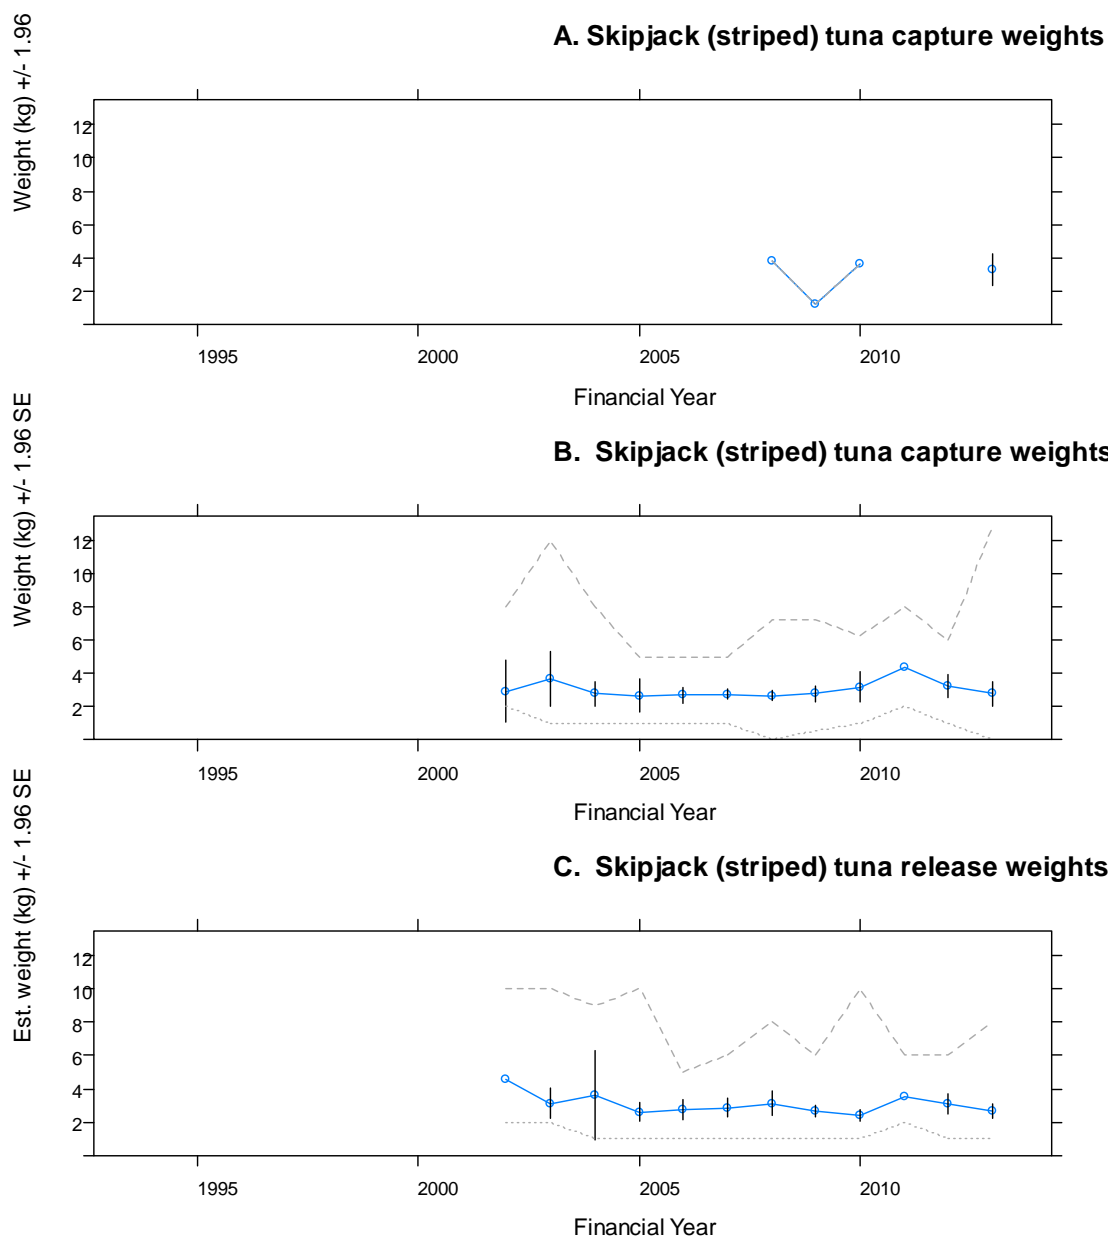 A. Skipjack (striped) tuna capture weights
Weight (kg) +/- 1.96
12
10
8
6
4
2
1995 2000 2005 2010
Financial Year
B. Skipjack (striped) tuna capture weights
Weight (kg) +/- 1.96 SE
12
10
8
6
4
2
1995 2000 2005 2010
Financial Year
C. Skipjack (striped) tuna release weights
Est. weight (kg) +/- 1.96 SE
12
10
8
6
4
2
1995 2000 2005 2010
Financial Year